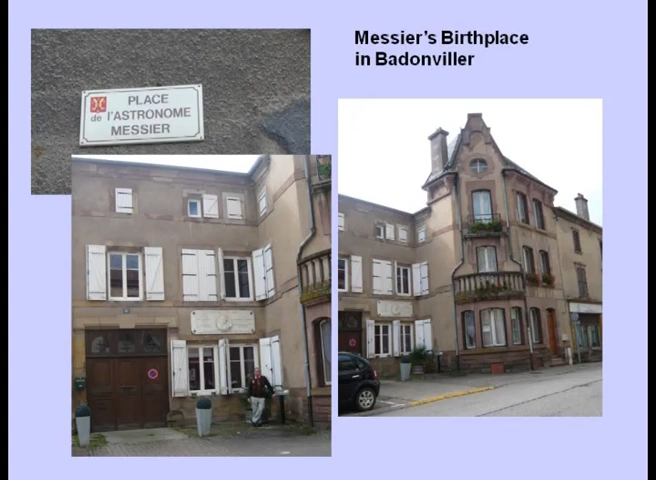 Messier's Birthplace
in Badonviller
PLACE
de l'ASTRONOME
MESSIER